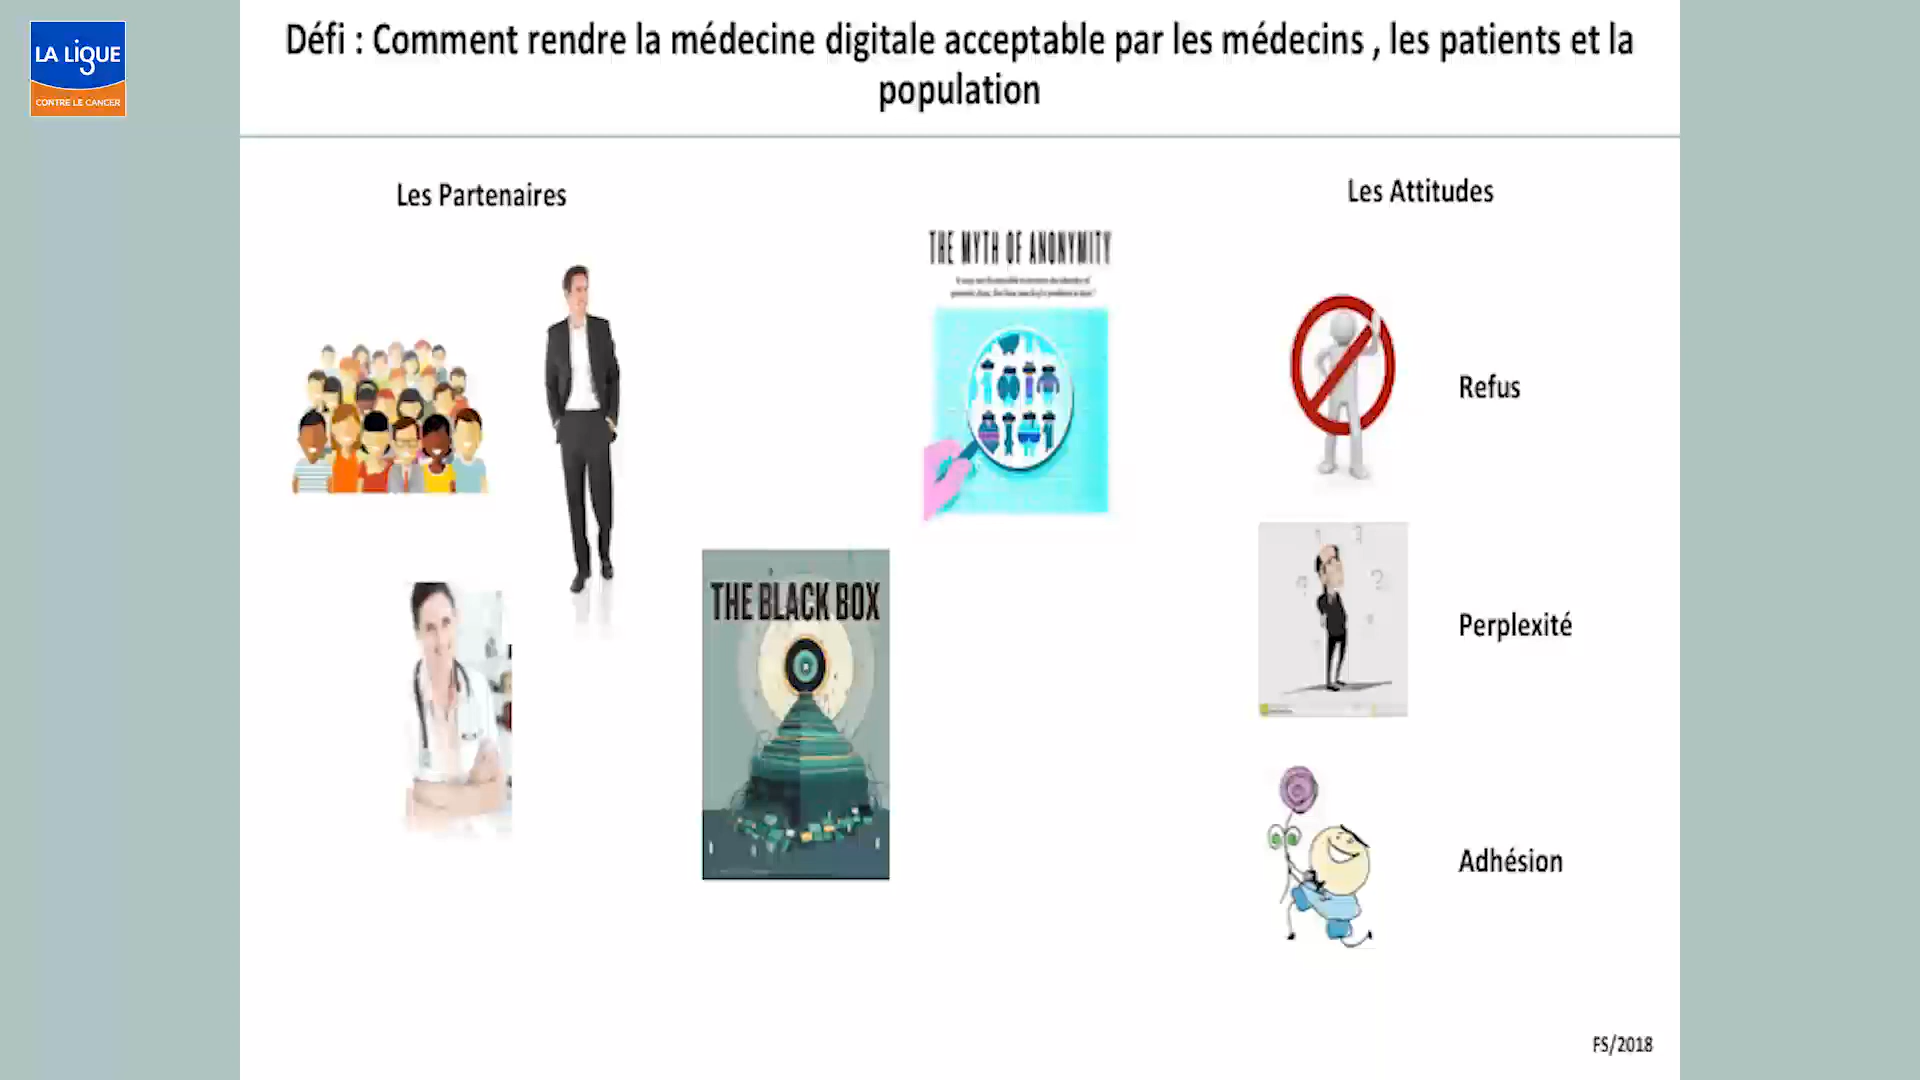 LA LIGUE
CONTRE LE CANCER
Défi : Comment rendre la médecine digitale acceptable par les médecins , les patients et la
population
Les Partenaires
Les Attitudes
THE MYTH OF ANONYMITY
Refus
THE BLACK BOX
Perplexité
Adhésion
FS/2018